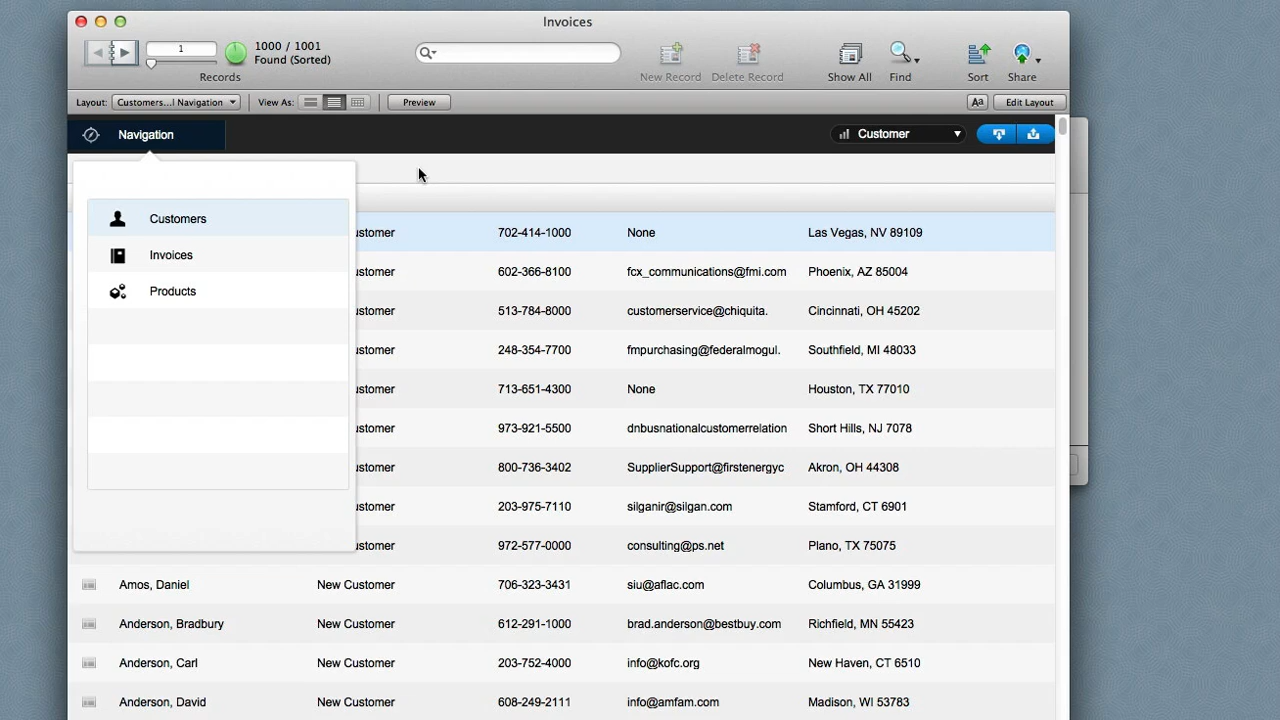 Invoices
1
1000 / 1001
Found (Sorted)
Records
New Record
Delete Record
Show All
Find
Sort
Share
Layout: Customers...l Navigation
View As:
Preview
Aa
Edit Layout
Navigation
Customer
Customers
Invoices
Products
ustomer 702-414-1000 None Las Vegas, NV 89109
ustomer 602-366-8100 fcx_communications@fmi.com Phoenix, AZ 85004
ustomer 513-784-8000 customerservice@chiquita. Cincinnati, OH 45202
ustomer 248-354-7700 fmpurchasing@federalmogul. Southfield, MI 48033
ustomer 713-651-4300 None Houston, TX 77010
ustomer 973-921-5500 dnbusnationalcustomerrelation Short Hills, NJ 7078
ustomer 800-736-3402 SupplierSupport@firstenergyc Akron, OH 44308
ustomer 203-975-7110 silganir@silgan.com Stamford, CT 6901
ustomer 972-577-0000 consulting@ps.net Plano, TX 75075
Amos, Daniel New Customer 706-323-3431 siu@aflac.com Columbus, GA 31999
Anderson, Bradbury New Customer 612-291-1000 brad.anderson@bestbuy.com Richfield, MN 55423
Anderson, Carl New Customer 203-752-4000 info@kofc.org New Haven, CT 6510
Anderson, David New Customer 608-249-2111 info@amfam.com Madison, WI 53783